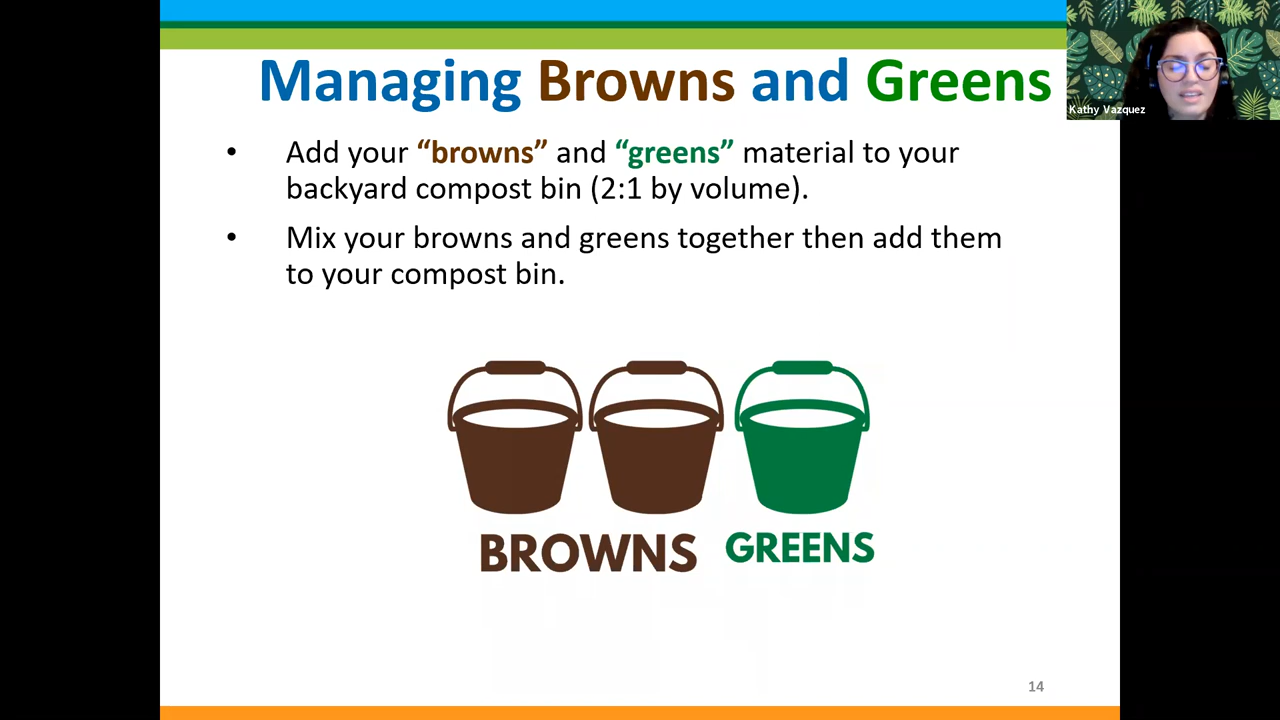 Managing Browns and Greens
Kathy Vazquez
• Add your “browns” and “greens” material to your
backyard compost bin (2:1 by volume).
• Mix your browns and greens together then add them
to your compost bin.
BROWNS GREENS
14